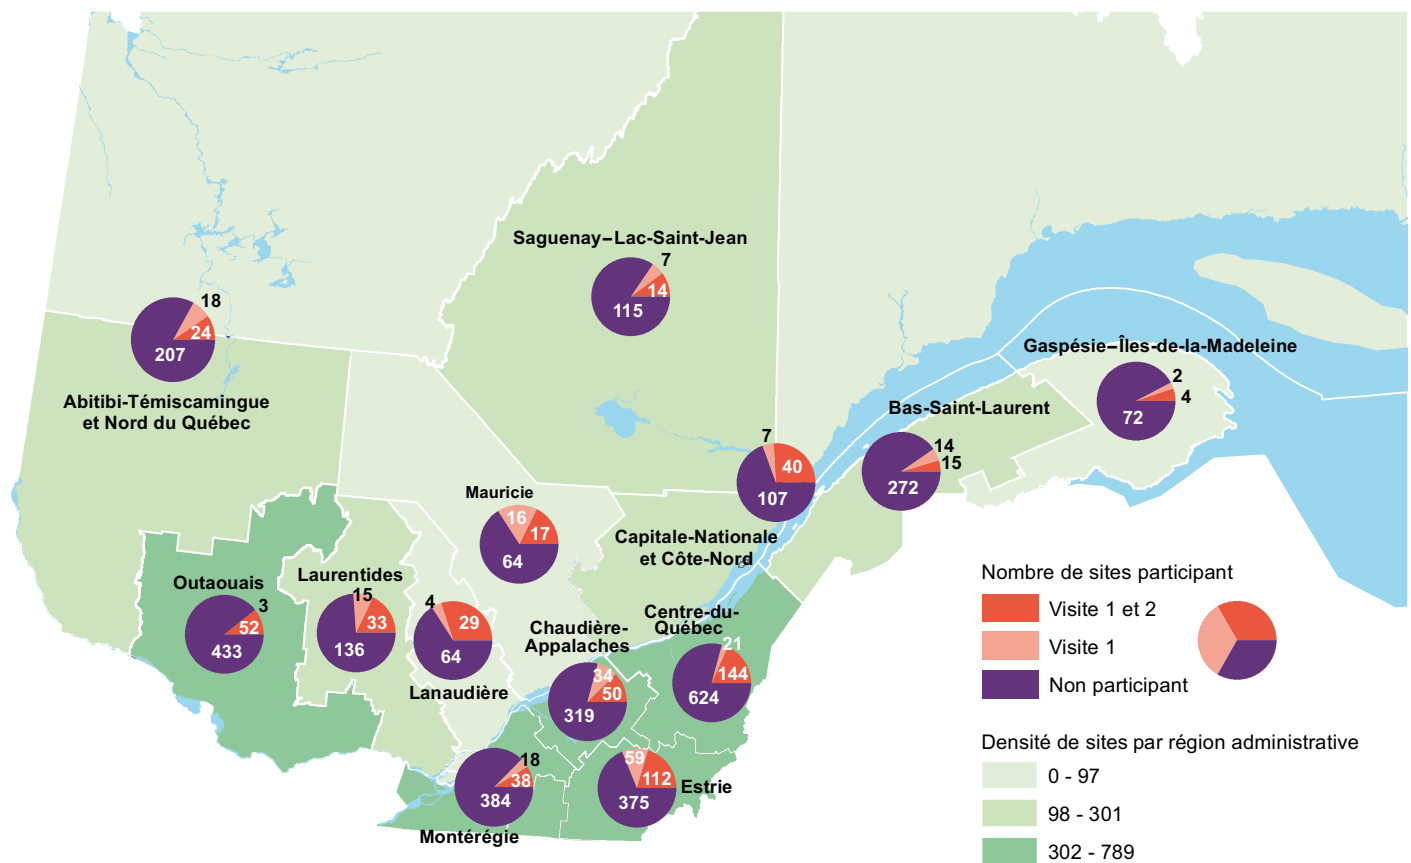 Saguenay–Lac-Saint-Jean
7
14
115
18
24
207
Abitibi-Témiscamingue
et Nord du Québec
Gaspésie–Îles-de-la-Madeleine
2
4
72
Bas-Saint-Laurent
14
15
272
7
40
107
Capitale-Nationale
et Côte-Nord
Mauricie
16
17
64
Outaouais
3
52
433
Laurentides
15
33
136
4
29
64
Lanaudière
Chaudière-
Appalaches
34
50
319
Centre-du-
Québec
21
144
624
18
38
384
Montérégie
59
112
375
Estrie
Nombre de sites participant
Visite 1 et 2
Visite 1
Non participant
Densité de sites par région administrative
0 - 97
98 - 301
302 - 789